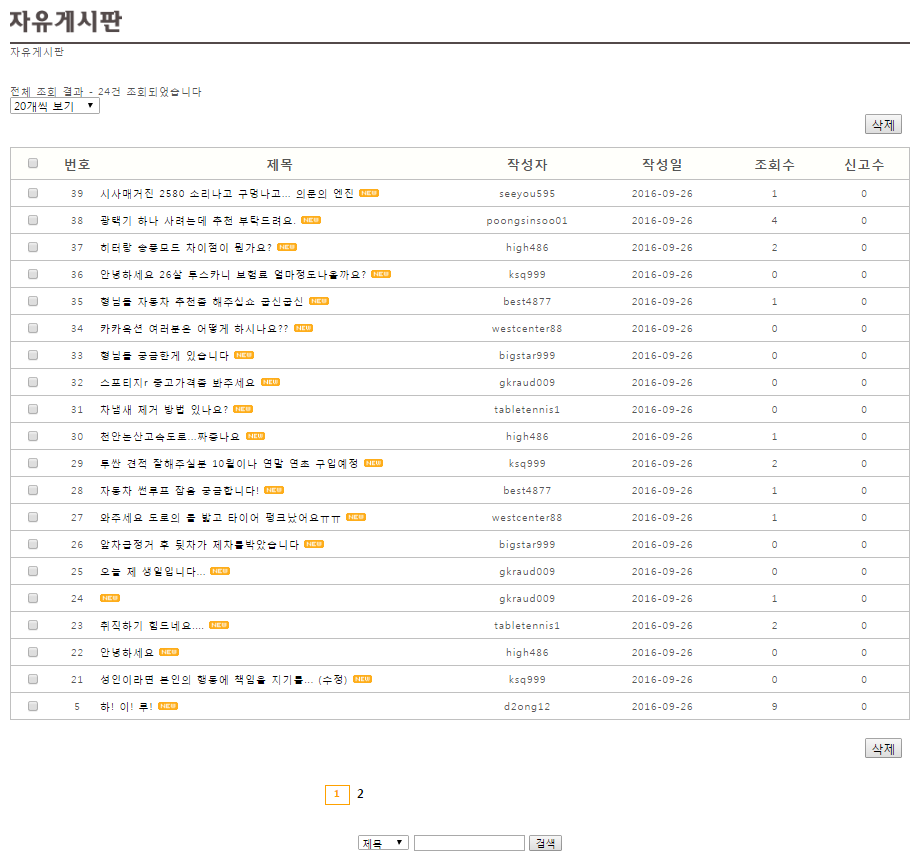 자유게시판
자유게시판
전체 조회 결과 - 24건 조회되었습니다
20개씩 보기 ▼
삭제
번호 제목 작성자 작성일 조회수 신고수
39 시사매거진 2580 소리나고 구멍나고... 의문의 엔진 NEW seeyou595 2016-09-26 1 0
38 광택기 하나 사려는데 추천 부탁드려요. NEW poongsinsoo01 2016-09-26 4 0
37 히터랑 송풍모드 차이점이 뭔가요? NEW high486 2016-09-26 2 0
36 안녕하세요 26살 투스카니 보험료 얼마정도나올까요? NEW ksq999 2016-09-26 0 0
35 형님들 자동차 추천좀 해주십쇼 굽신굽신 NEW best4877 2016-09-26 1 0
34 카카옥션 여러분은 어떻게 하시나요?? NEW westcenter88 2016-09-26 0 0
33 형님들 궁금한게 있습니다 NEW bigstar999 2016-09-26 0 0
32 스포티지r 중고가격좀 봐주세요 NEW gkraud009 2016-09-26 0 0
31 차냄새 제거 방법 있나요? NEW tabletennis1 2016-09-26 0 0
30 천안논산고속도로...짜증나요 NEW high486 2016-09-26 1 0
29 투싼 견적 잘해주실분 10월이나 연말 연초 구입예정 NEW ksq999 2016-09-26 2 0
28 자동차 썬루프 잡음 궁금합니다! NEW best4877 2016-09-26 1 0
27 와주세요 도로의 돌 밟고 타이어 펑크났어요ㅠㅠ NEW westcenter88 2016-09-26 1 0
26 앞차급정거 후 뒷차가 제차를박았습니다 NEW bigstar999 2016-09-26 0 0
25 오늘 제 생일입니다... NEW gkraud009 2016-09-26 0 0
24 NEW gkraud009 2016-09-26 1 0
23 취직하기 힘드네요.... NEW tabletennis1 2016-09-26 2 0
22 안녕하세요 NEW high486 2016-09-26 0 0
21 성인이라면 본인의 행동에 책임을 지기를... (수정) NEW ksq999 2016-09-26 0 0
5 하! 이! 루! NEW d2ong12 2016-09-26 9 0
삭제
1 2
제목 ▼ 검색